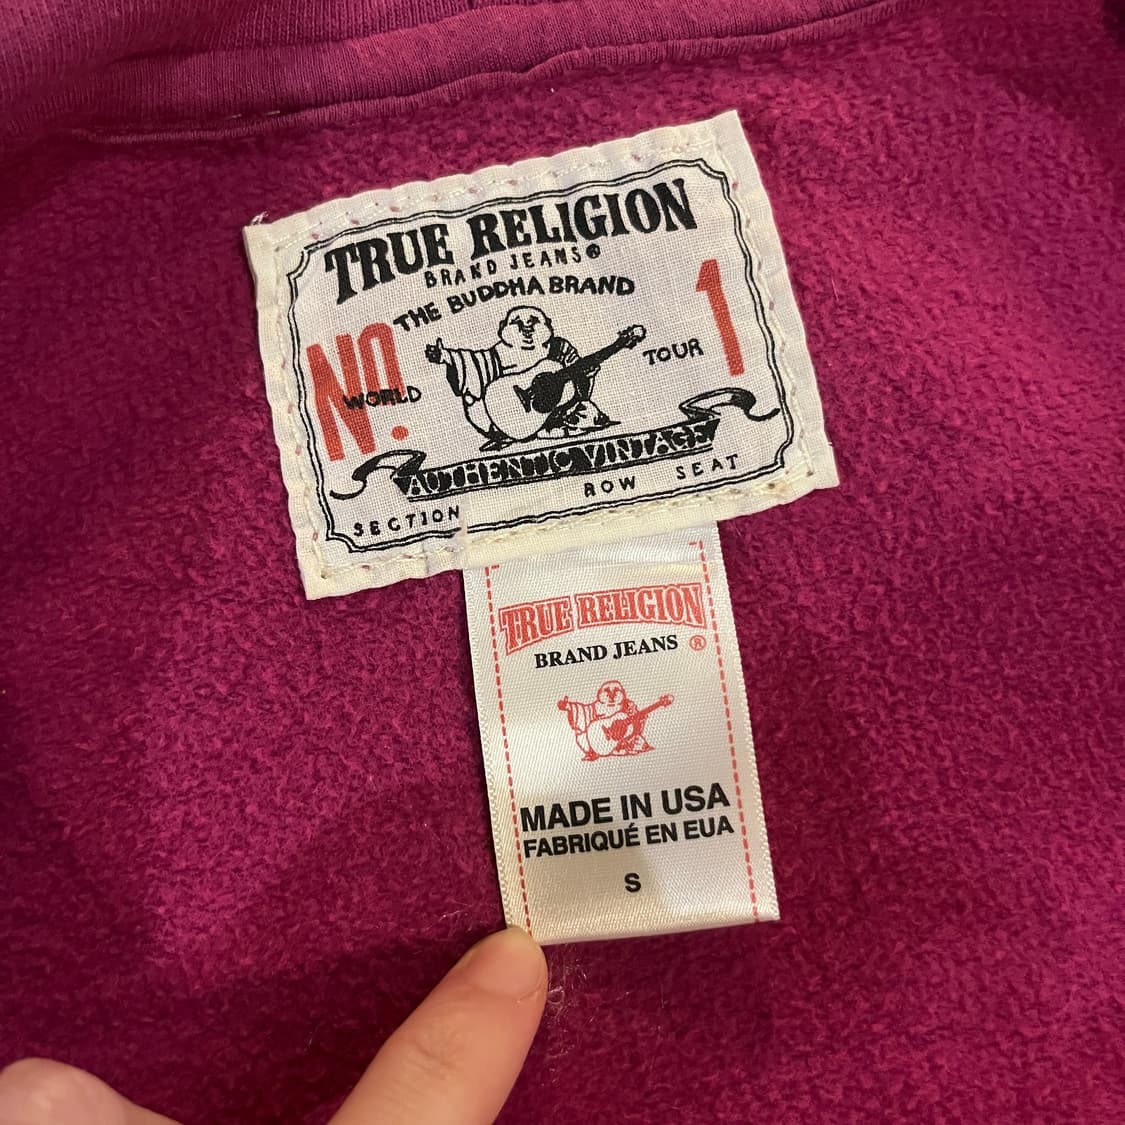 TRUE RELIGION
BRAND JEANS®
THE BUDDHA BRAND
NO. 1
WORLD TOUR
AUTHENTIC VINTAGE
SECTION ROW SEAT
TRUE RELIGION
BRAND JEANS ®
MADE IN USA
FABRIQUÉ EN EUA
S